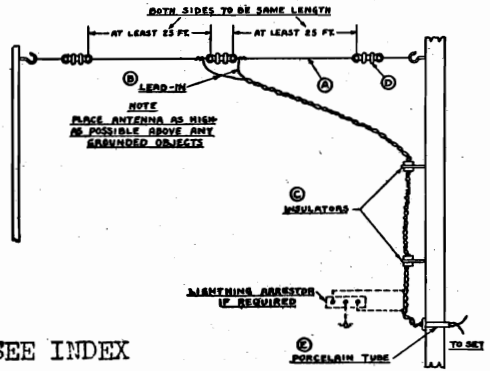 BOTH SIDES TO BE SAME LENGTH
AT LEAST 25 FT. AT LEAST 25 FT.
B A D
LEAD-IN
NOTE
PLACE ANTENNA AS HIGH
AS POSSIBLE ABOVE ANY
GROUNDED OBJECTS
C
INSULATORS
LIGHTNING ARRESTOR
IF REQUIRED
E
PORCELAIN TUBE
TO SET
SEE INDEX